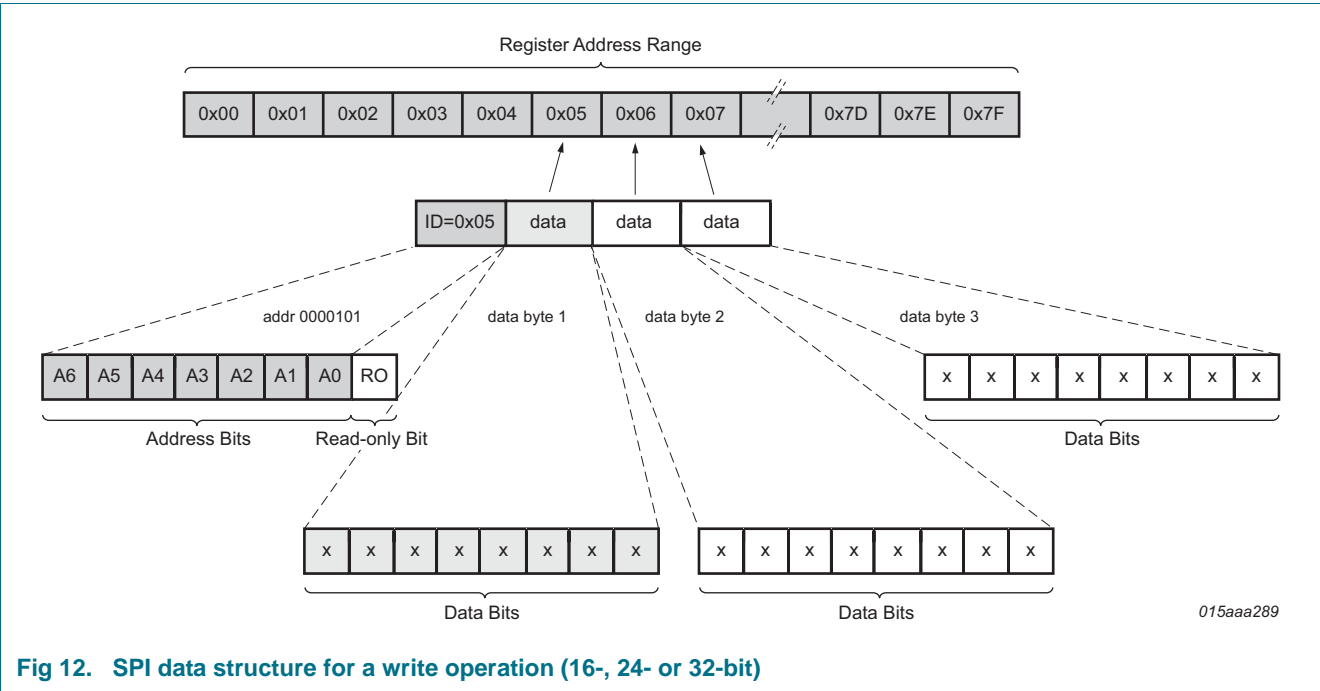 Register Address Range
0x00 0x01 0x02 0x03 0x04 0x05 0x06 0x07 0x7D 0x7E 0x7F
ID=0x05 data data data
addr 0000101 data byte 1 data byte 2 data byte 3
A6 A5 A4 A3 A2 A1 A0 RO x x x x x x x x
Address Bits Read-only Bit Data Bits
x x x x x x x x x x x x x x x x
Data Bits Data Bits 015aaa289
Fig 12. SPI data structure for a write operation (16-, 24- or 32-bit)